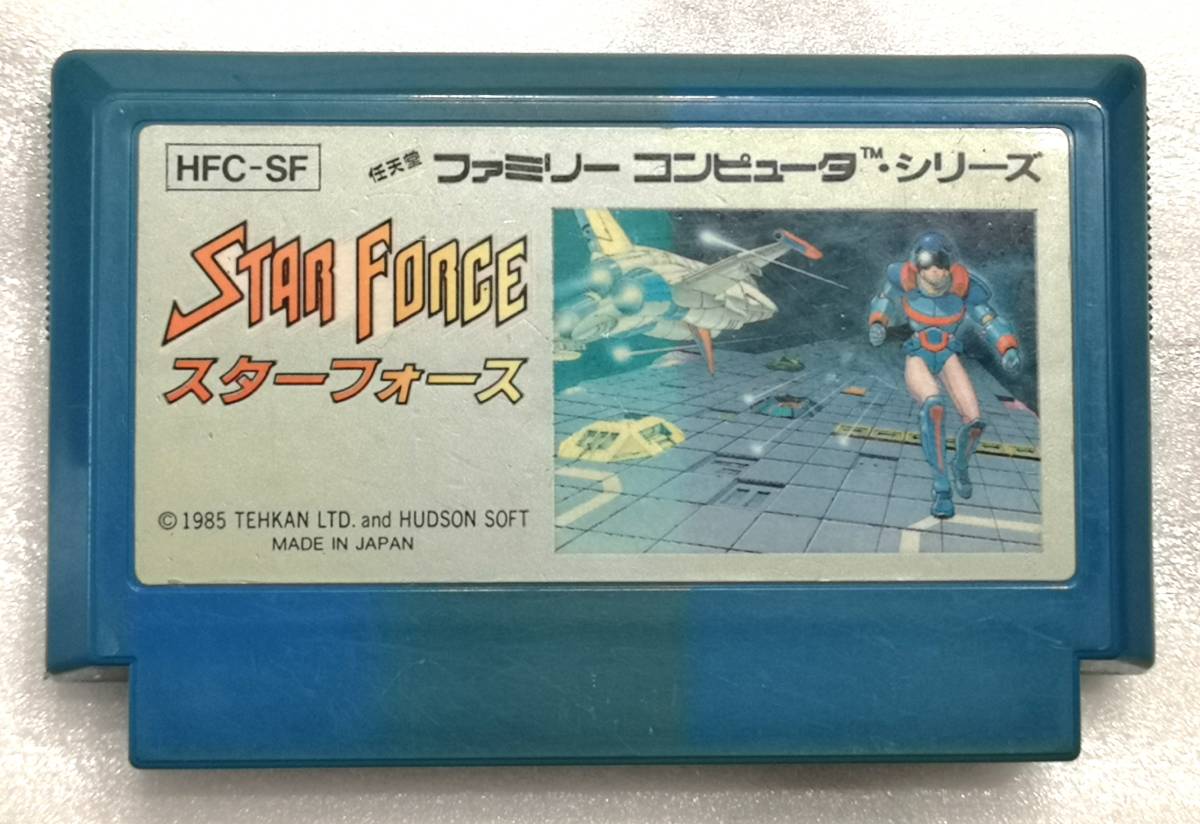 HFC-SF
任天堂 ファミリー コンピュータ™・シリーズ
STAR FORCE
スターフォース
©1985 TEHKAN LTD. and HUDSON SOFT
MADE IN JAPAN